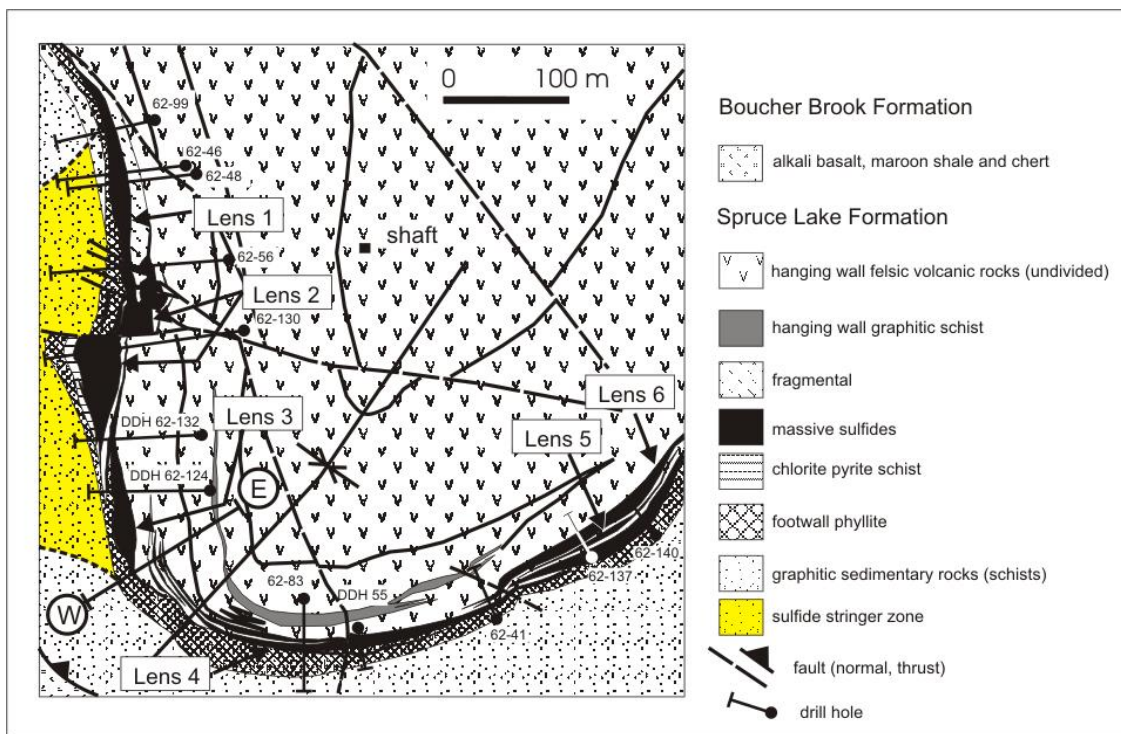 0 100 m
62-99
62-46
62-48
Lens 1
shaft
62-56
Lens 2
62-130
Lens 6
DDH 62-132
Lens 3
Lens 5
DDH 62-124
E
62-140
62-83
62-137
DDH 55
W
62-41
Lens 4
Boucher Brook Formation
alkali basalt, maroon shale and chert
Spruce Lake Formation
hanging wall felsic volcanic rocks (undivided)
hanging wall graphitic schist
fragmental
massive sulfides
chlorite pyrite schist
footwall phyllite
graphitic sedimentary rocks (schists)
sulfide stringer zone
fault (normal, thrust)
drill hole